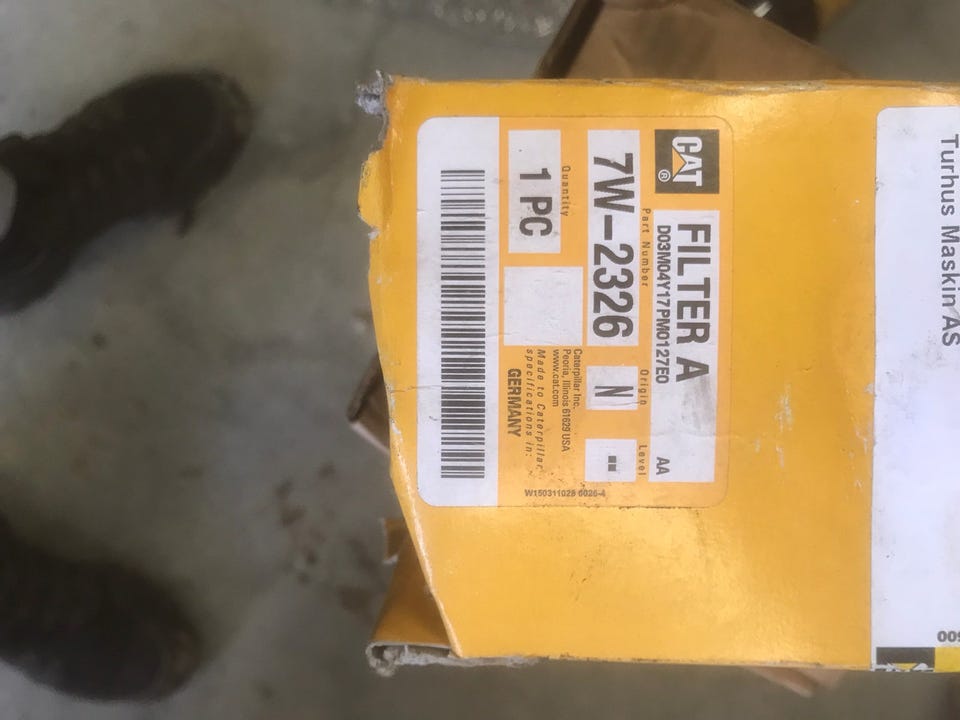 CAT®
FILTER A
D03M04Y17PM0127E0 AA
Part Number Origin Level
7W-2326 N
Quantity
1 PC
Caterpillar Inc.
Peoria, Illinois 61629 USA
www.cat.com
Made to Caterpillar
specifications in:
GERMANY
W150311028 0026-4
Turhus Maskin AS